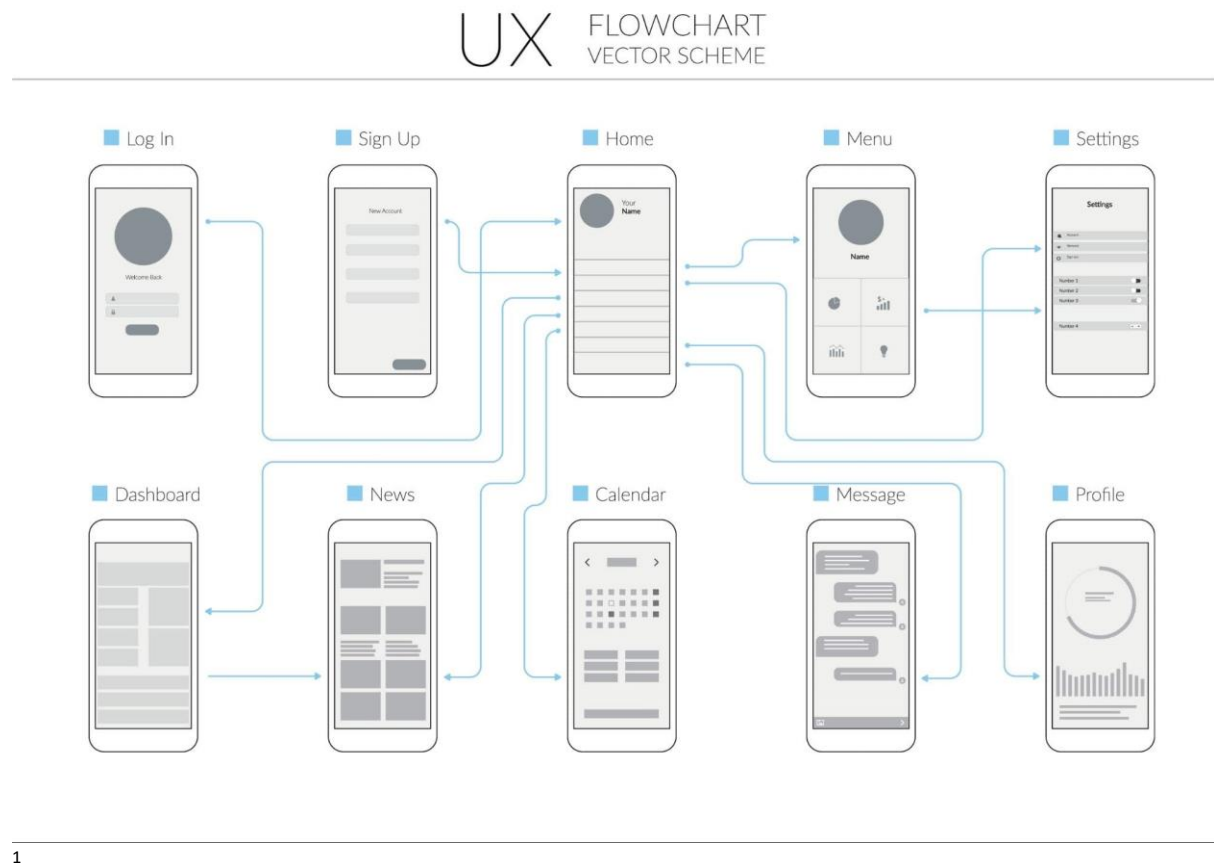 UX FLOWCHART
VECTOR SCHEME
Log In
Sign Up
Home
Menu
Settings
Welcome Back
New Account
Your
Name
Name
$~
Settings
Account
Number 1
Number 2
Number 3
Number 4
Dashboard
News
Calendar
Message
Profile
1